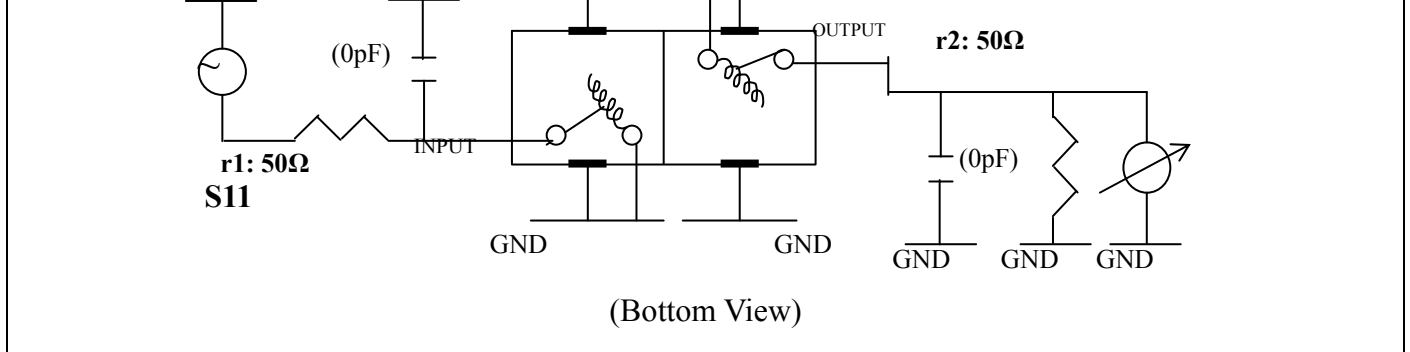 OUTPUT
r2: 50Ω
(0pF)
INPUT
r1: 50Ω
S11
(0pF)
GND
GND
GND
GND
GND
(Bottom View)